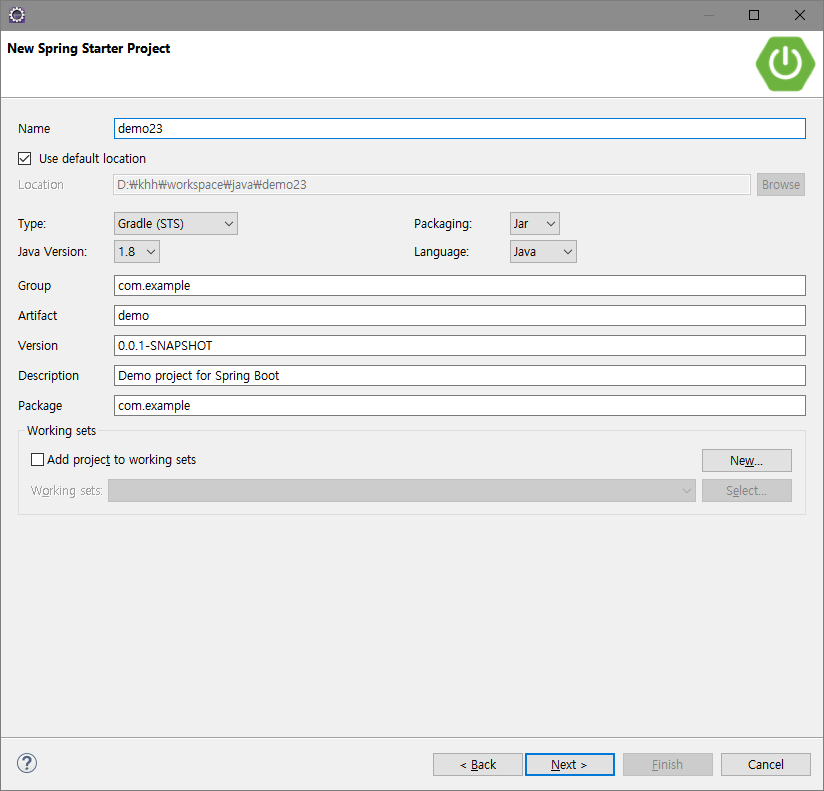 New Spring Starter Project
Name demo23
Use default location
Location D:₩khh₩workspace₩java₩demo23 Browse
Type: Gradle (STS) Packaging: Jar
Java Version: 1.8 Language: Java
Group com.example
Artifact demo
Version 0.0.1-SNAPSHOT
Description Demo project for Spring Boot
Package com.example
Working sets
Add project to working sets New...
Working sets: Select...
? < Back Next > Finish Cancel